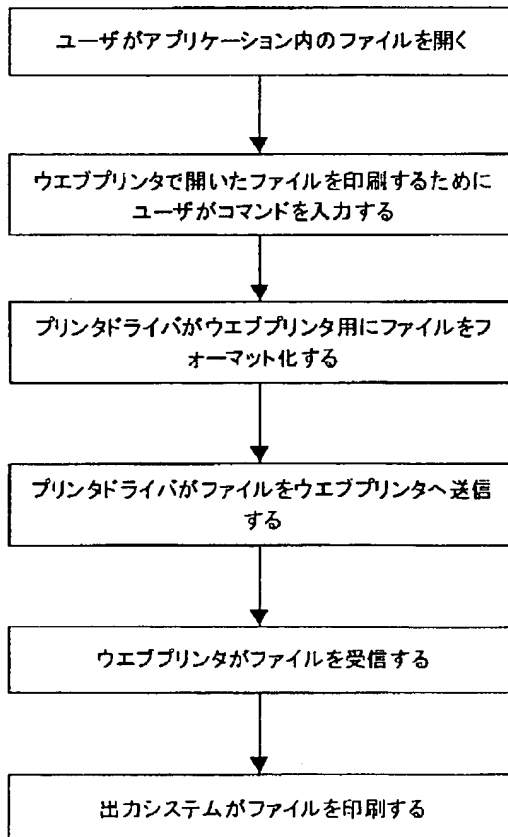 ユーザがアプリケーション内のファイルを開く
ウエブプリンタで開いたファイルを印刷するために
ユーザがコマンドを入力する
プリンタドライバがウエブプリンタ用にファイルをフ
ォーマット化する
プリンタドライバがファイルをウエブプリンタへ送信
する
ウエブプリンタがファイルを受信する
出力システムがファイルを印刷する